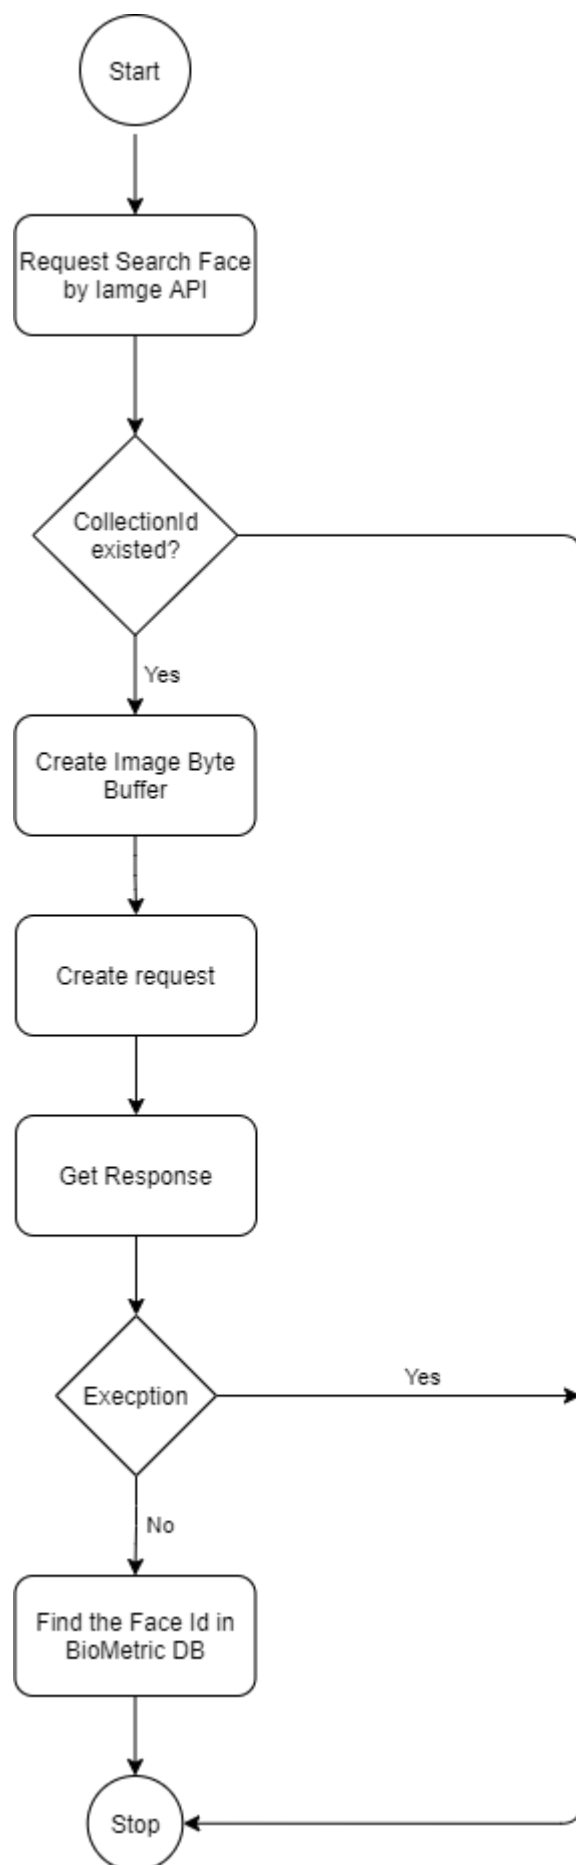 Start
Request Search Face
by Iamge API
CollectionId
existed?
Yes
Create Image Byte
Buffer
Create request
Get Response
Execption
Yes
No
Find the Face Id in
BioMetric DB
Stop